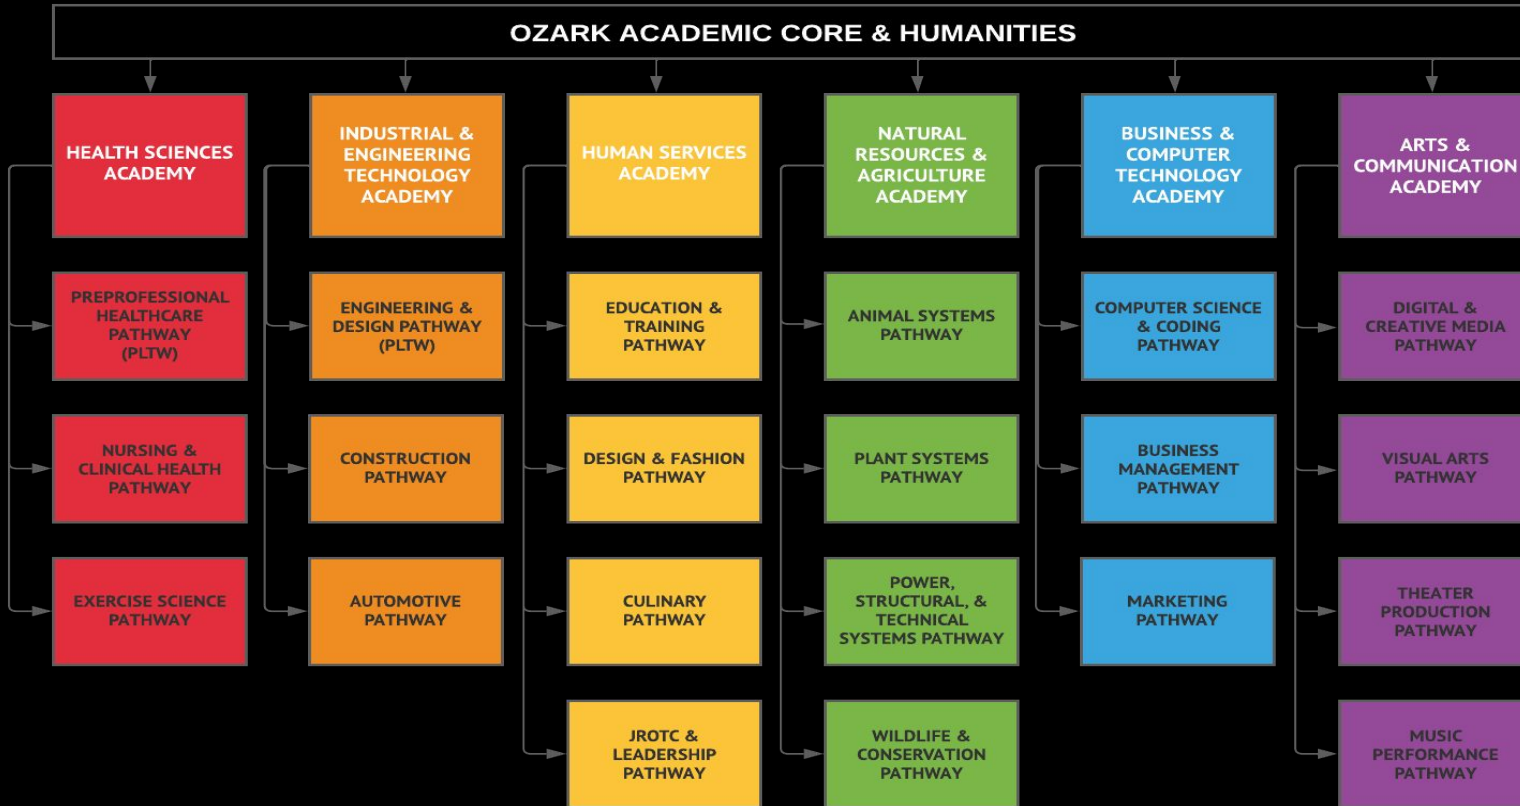 OZARK ACADEMIC CORE & HUMANITIES
HEALTH SCIENCES
ACADEMY
INDUSTRIAL &
ENGINEERING
TECHNOLOGY
ACADEMY
HUMAN SERVICES
ACADEMY
NATURAL
RESOURCES &
AGRICULTURE
ACADEMY
BUSINESS &
COMPUTER
TECHNOLOGY
ACADEMY
ARTS &
COMMUNICATION
ACADEMY
PREPROFESSIONAL
HEALTHCARE
PATHWAY
(PLTW)
ENGINEERING &
DESIGN PATHWAY
(PLTW)
EDUCATION &
TRAINING
PATHWAY
ANIMAL SYSTEMS
PATHWAY
COMPUTER SCIENCE
& CODING
PATHWAY
DIGITAL &
CREATIVE MEDIA
PATHWAY
NURSING &
CLINICAL HEALTH
PATHWAY
CONSTRUCTION
PATHWAY
DESIGN & FASHION
PATHWAY
PLANT SYSTEMS
PATHWAY
BUSINESS
MANAGEMENT
PATHWAY
VISUAL ARTS
PATHWAY
EXERCISE SCIENCE
PATHWAY
AUTOMOTIVE
PATHWAY
CULINARY
PATHWAY
POWER,
STRUCTURAL, &
TECHNICAL
SYSTEMS PATHWAY
MARKETING
PATHWAY
THEATER
PRODUCTION
PATHWAY
JROTC &
LEADERSHIP
PATHWAY
WILDLIFE &
CONSERVATION
PATHWAY
MUSIC
PERFORMANCE
PATHWAY